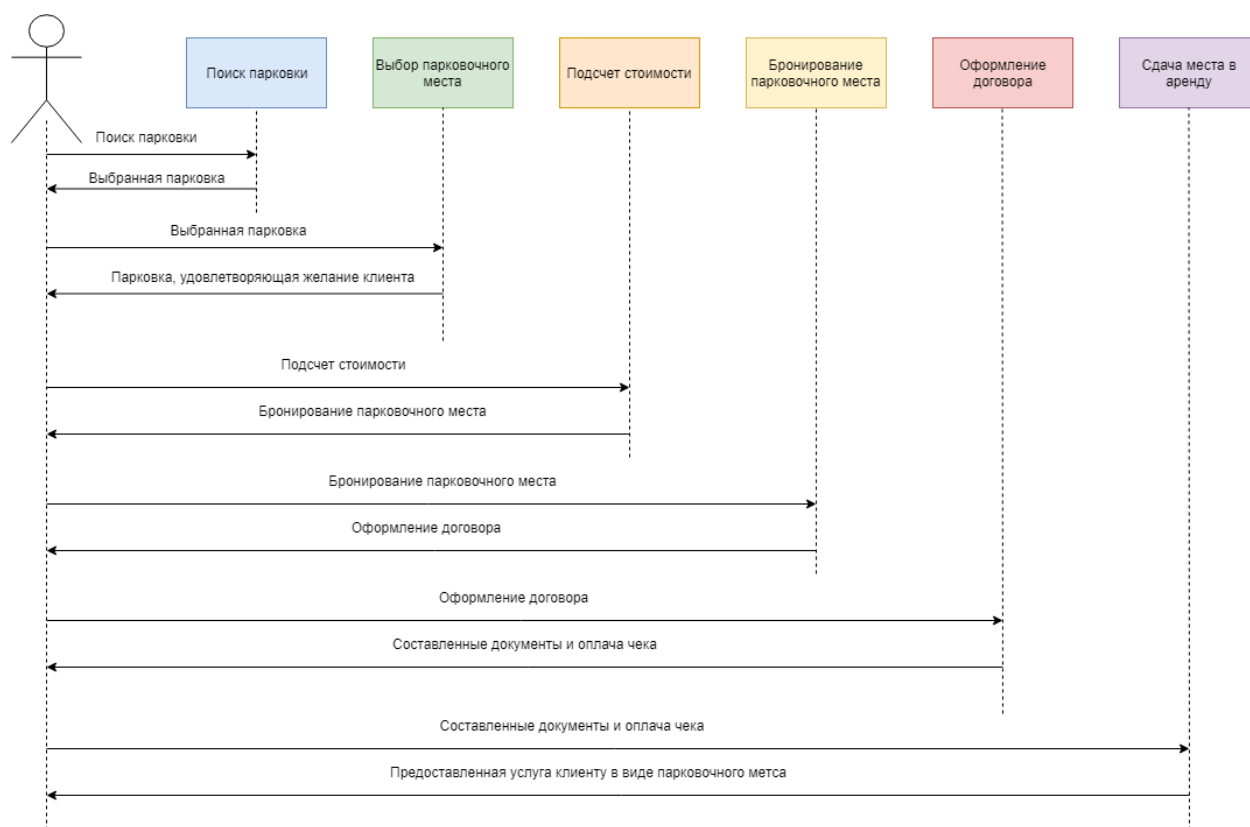 Поиск парковки
Выбор парковочного
места
Подсчет стоимости
Бронирование
парковочного места
Оформление
договора
Сдача места в
аренду
Поиск парковки
Выбранная парковка
Выбранная парковка
Парковка, удовлетворяющая желание клиента
Подсчет стоимости
Бронирование парковочного места
Бронирование парковочного места
Оформление договора
Оформление договора
Составленные документы и оплача чека
Составленные документы и оплача чека
Предоставленная услуга клиенту в виде парковочного метса